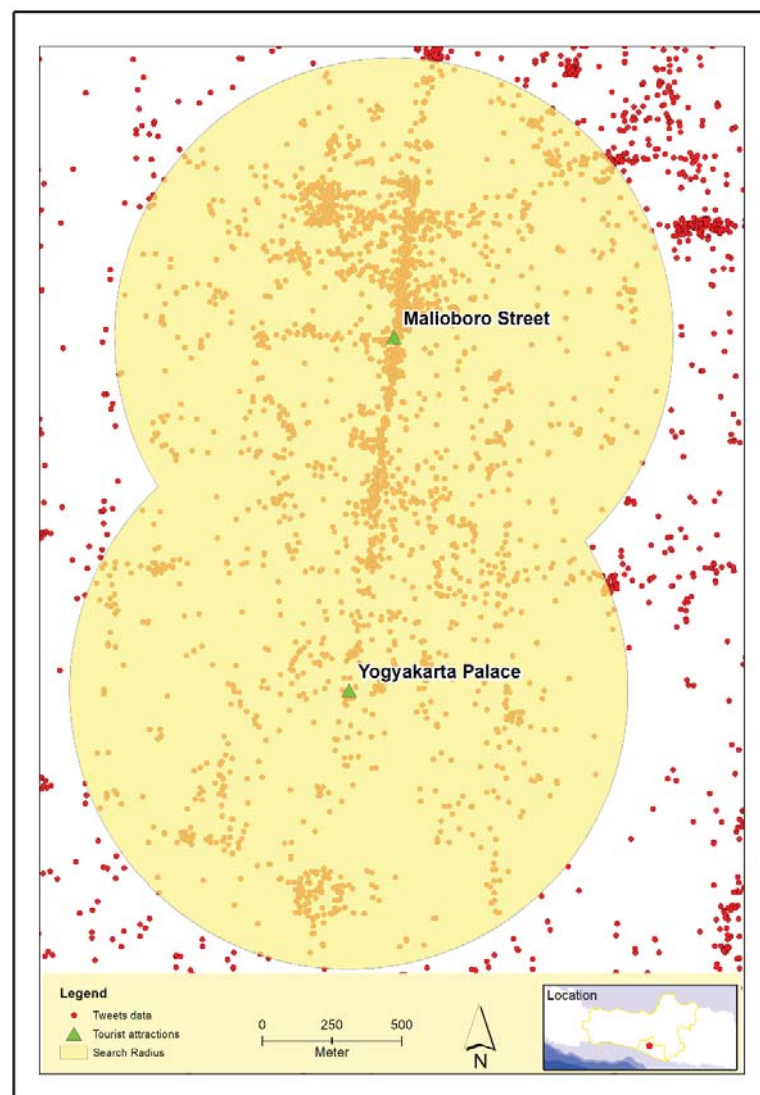 Malioboro Street
Yogyakarta Palace
Legend
Tweets data
Tourist attractions
Search Radius
0 250 500
Meter
N
Location